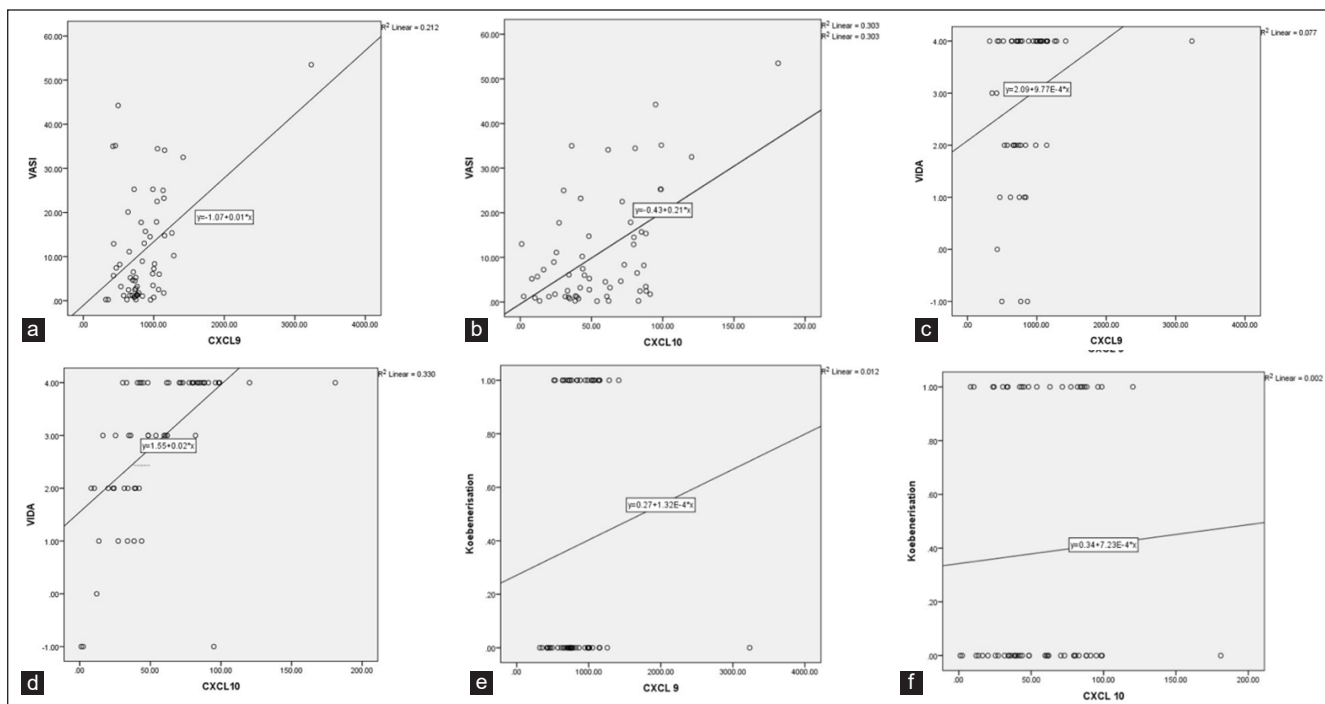 R² Linear = 0.212
60.00
50.00
40.00
30.00
20.00
10.00
.00
VASI
y=-1.07+0.01*x
.00
1000.00
2000.00
3000.00
4000.00
CXCL9
a
R² Linear = 0.303
R² Linear = 0.303
60.00
50.00
40.00
30.00
20.00
10.00
.00
VASI
y=-0.43+0.21*x
.00
50.00
100.00
150.00
200.00
CXCL10
b
R² Linear = 0.077
4.00
3.00
2.00
1.00
.00
-1.00
VIDA
y=2.09+9.77E-4*x
.00
1000.00
2000.00
3000.00
4000.00
CXCL9
c
R² Linear = 0.330
4.00
3.00
2.00
1.00
.00
-1.00
VIDA
y=1.55+0.02*x
.00
50.00
100.00
150.00
200.00
CXCL10
d
R² Linear = 0.012
1.00
.80
.60
.40
.20
.00
Koebenerisation
y=0.27+1.32E-4*x
.00
1000.00
2000.00
3000.00
4000.00
CXCL 9
e
R² Linear = 0.002
1.00
.80
.60
.40
.20
.00
Koebenerisation
y=0.34+7.23E-4*x
.00
50.00
100.00
150.00
200.00
CXCL 10
f